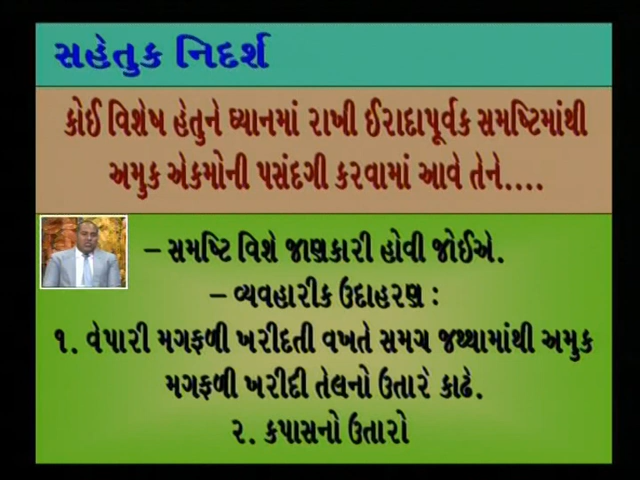 સહેતુક નિદર્શ
કોઈ વિશેષ હેતુને ધ્યાનમાં રાખી ઈરાદાપૂર્વક સમષ્ટિમાંથી
અમુક એકમોની પસંદગી કરવામાં આવે તેને....
– સમષ્ટિ વિશે જાણકારી હોવી જોઈએ.
– વ્યવહારીક ઉદાહરણ :
૧. વેપારી મગફળી ખરીદતી વખતે સમગ્ર જથ્થામાંથી અમુક
મગફળી ખરીદી તેલનો ઉતારે કાઢે.
૨. કપાસનો ઉતારો